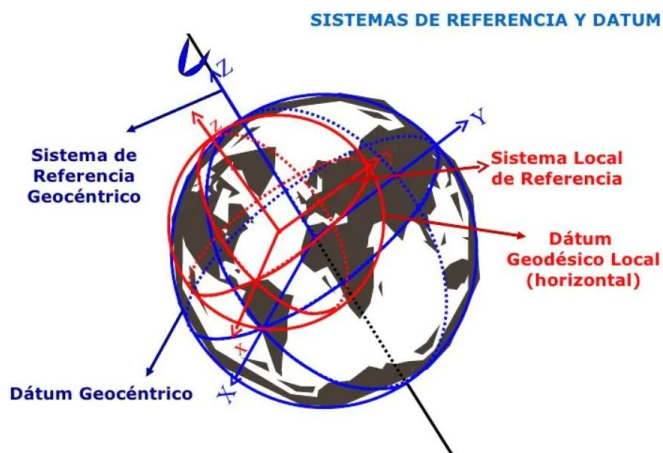 SISTEMAS DE REFERENCIA Y DATUM
Z
Y
z
Sistema de
Referencia
Geocéntrico
Sistema Local
de Referencia
Dátum
Geodésico Local
(horizontal)
x
X
Dátum Geocéntrico